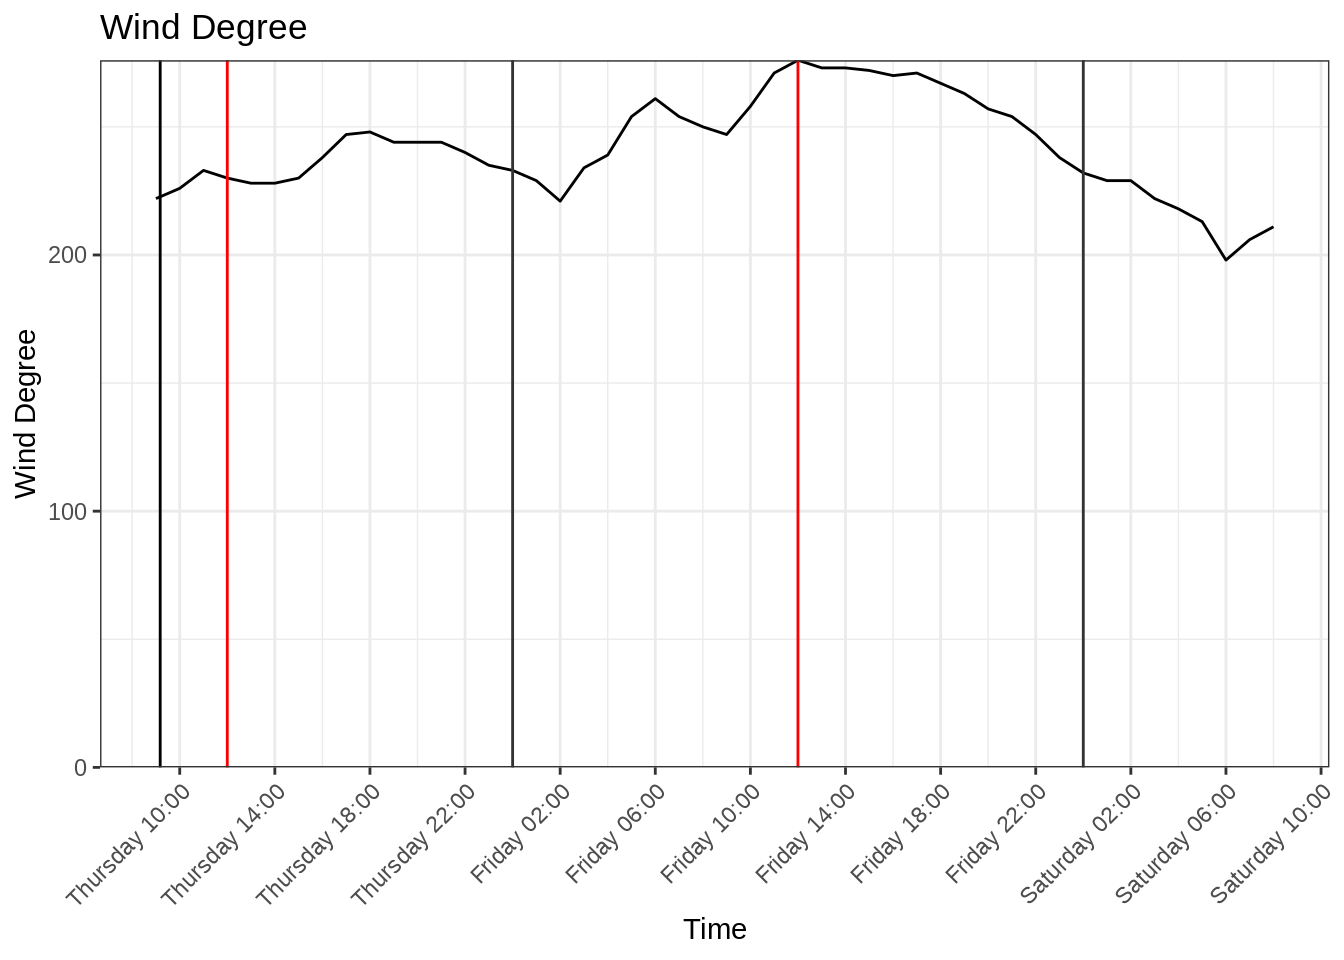 Wind Degree
Wind Degree
200
100
0
Thursday 10:00
Thursday 14:00
Thursday 18:00
Thursday 22:00
Friday 02:00
Friday 06:00
Friday 10:00
Friday 14:00
Friday 18:00
Friday 22:00
Saturday 02:00
Saturday 06:00
Saturday 10:00
Time